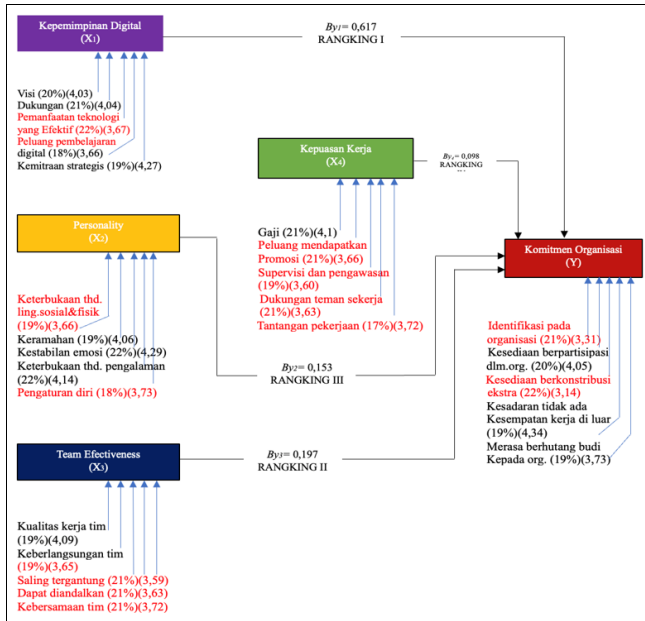 Kepemimpinan Digital
(X1)
By1= 0,617
RANGKING I
Visi (20%)(4,03)
Dukungan (21%)(4,04)
Pemanfaatan teknologi
yang Efektif (22%)(3,67)
Peluang pembelajaran
digital (18%)(3,66)
Kemitraan strategis (19%)(4,27)
Kepuasan Kerja
(X4)
By4= 0,098
RANGKING
Gaji (21%)(4,1)
Peluang mendapatkan
Promosi (21%)(3,66)
Supervisi dan pengawasan
(19%)(3,60)
Dukungan teman sekerja
(21%)(3,63)
Tantangan pekerjaan (17%)(3,72)
Personality
(X2)
Keterbukaan thd.
ling.sosial&fisik
(19%)(3,66)
Keramahan (19%)(4,06)
Kestabilan emosi (22%)(4,29)
Keterbukaan thd. pengalaman
(22%)(4,14)
Pengaturan diri (18%)(3,73)
By2= 0,153
RANGKING III
Komitmen Organisasi
(Y)
Identifikasi pada
organisasi (21%)(3,31)
Kesediaan berpartisipasi
dlm.org. (20%)(4,05)
Kesediaan berkonstribusi
ekstra (22%)(3,14)
Kesadaran tidak ada
Kesempatan kerja di luar
(19%)(4,34)
Merasa berhutang budi
Kepada org. (19%)(3,73)
Team Efectiveness
(X3)
By3= 0,197
RANGKING II
Kualitas kerja tim
(19%)(4,09)
Keberlangsungan tim
(19%)(3,65)
Saling tergantung (21%)(3,59)
Dapat diandalkan (21%)(3,63)
Kebersamaan tim (21%)(3,72)